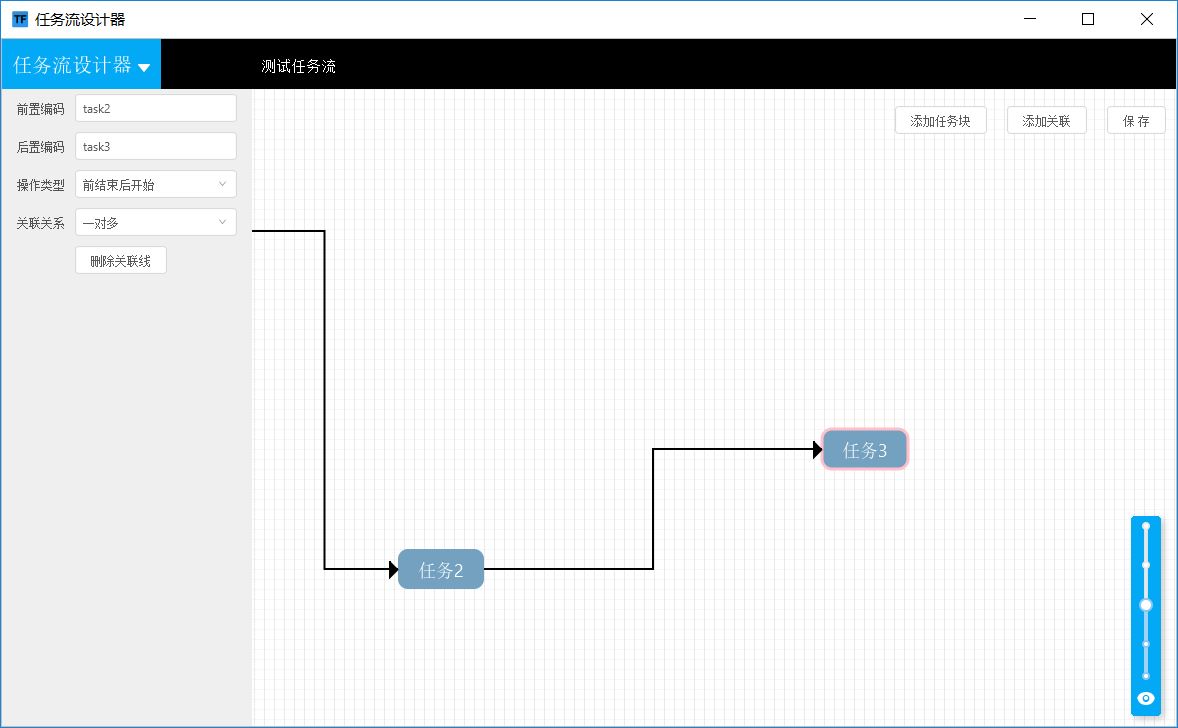 TF 任务流设计器
任务流设计器 测试任务流
前置编码 task2
后置编码 task3
操作类型 前结束后开始
关联关系 一对多
删除关联线
添加任务块 添加关联 保存
任务3
任务2